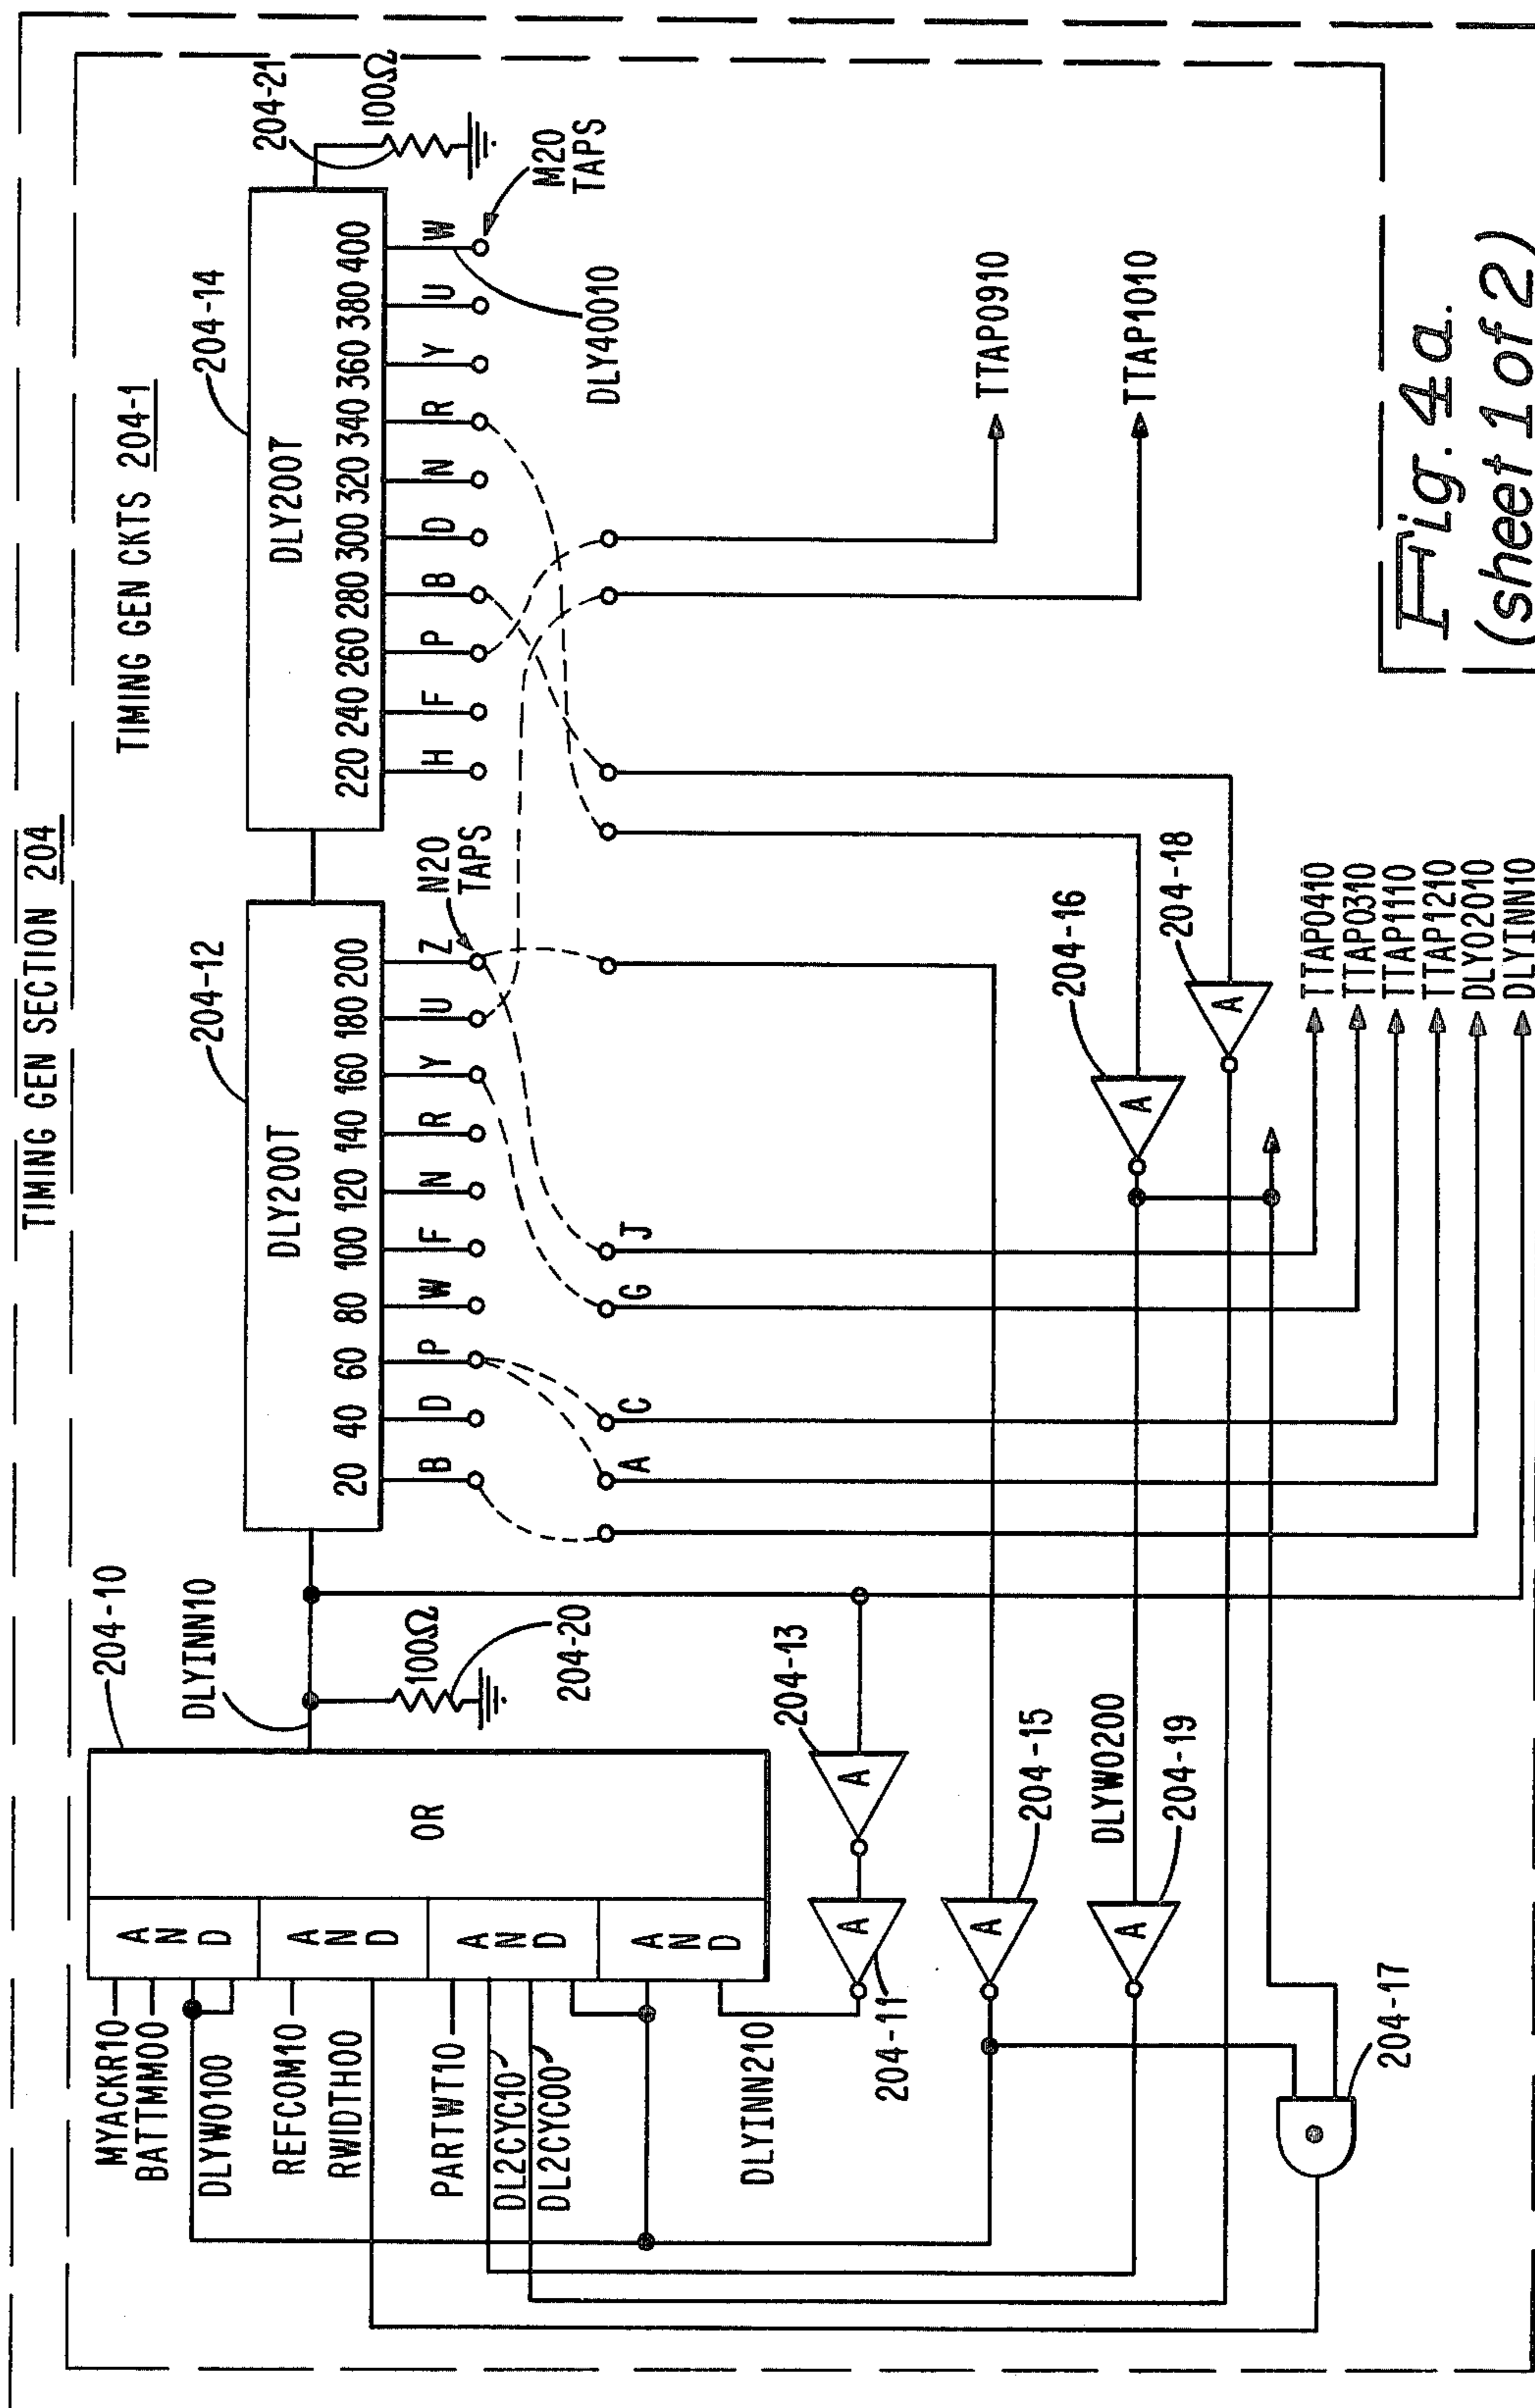 TIMING GEN SECTION 204
TIMING GEN CKTS 204-1
204-10
DLYINN10
204-12
204-14
204-21
100Ω
OR
DLY200T
DLY200T
20 40 60 80 100 120 140 160 180 200
220 240 260 280 300 320 340 360 380 400
B D P W F N R Y U Z
H F P B D N R Y U W
N20
TAPS
M20
TAPS
DLY40010
100Ω
204-20
AND
AND
AND
AND
MYACKR10
BATTMM00
DLYW0100
REFCOM10
RWIDTH00
PARTWT10
DL2CYC10
DL2CYC00
DLYINN210
A C G J
204-13
A
A
204-11
A
204-15
DLYW0200
A
204-19
204-17
204-16
A
204-18
A
TTAP0910
TTAP1010
TTAP0410
TTAP0310
TTAP1110
TTAP1210
DLY02010
DLYINN10
Fig. 4a.
(sheet 1 of 2)